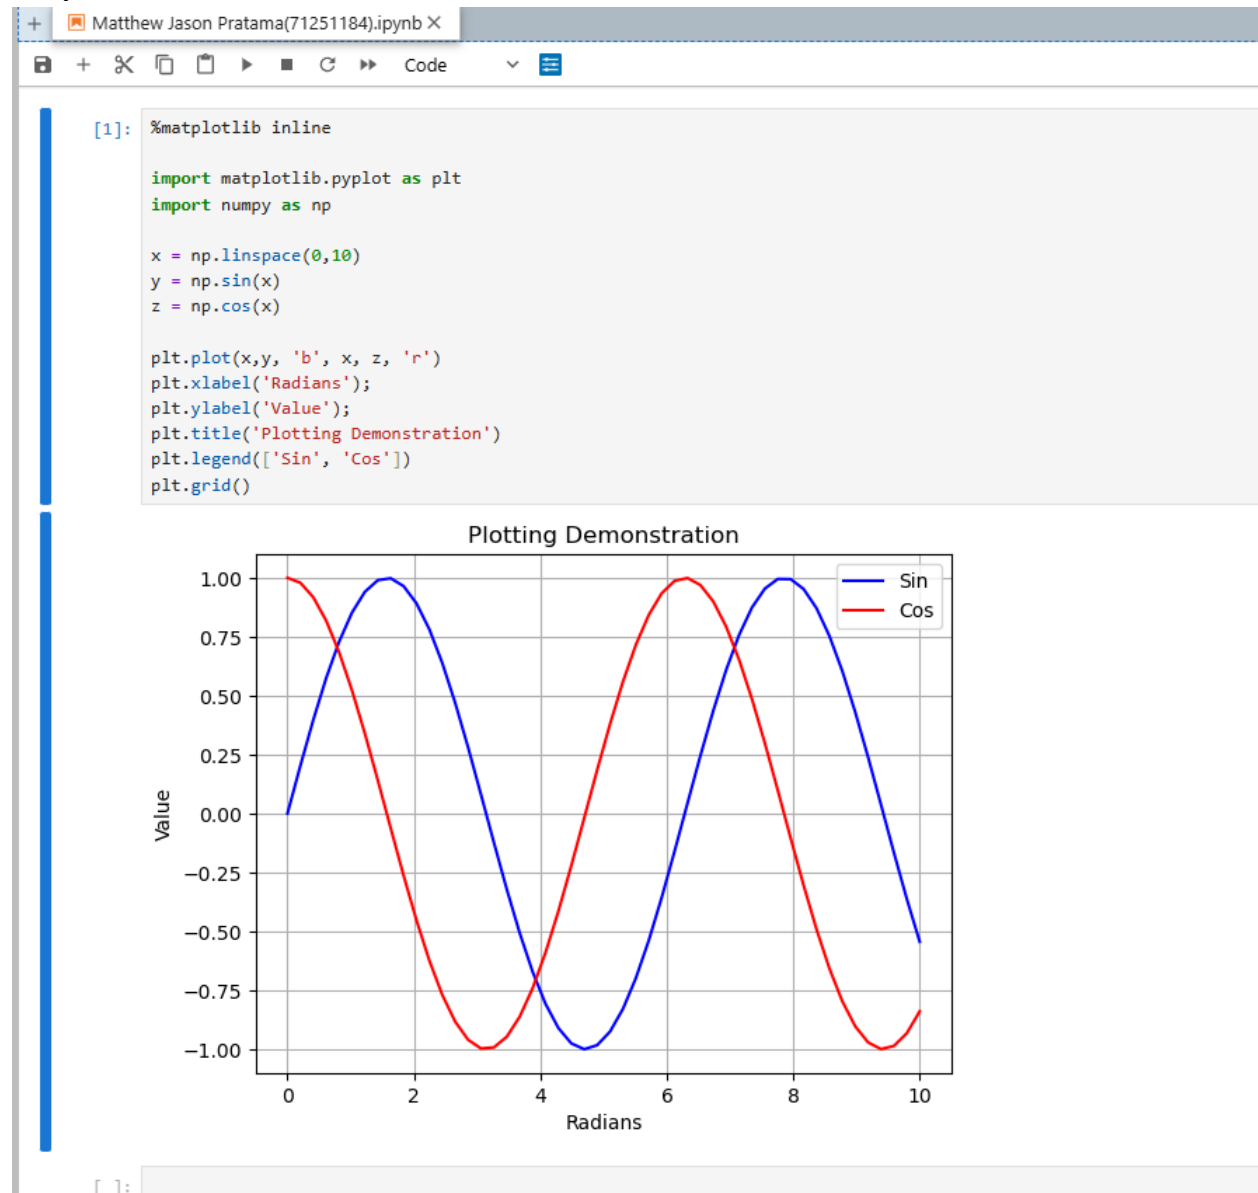 + Matthew Jason Pratama(71251184).ipynb ×
Code
[1]: %matplotlib inline
import matplotlib.pyplot as plt
import numpy as np
x = np.linspace(0,10)
y = np.sin(x)
z = np.cos(x)
plt.plot(x,y, 'b', x, z, 'r')
plt.xlabel('Radians');
plt.ylabel('Value');
plt.title('Plotting Demonstration')
plt.legend(['Sin', 'Cos'])
plt.grid()
Plotting Demonstration
Sin
Cos
1.00
0.75
0.50
0.25
0.00
−0.25
−0.50
−0.75
−1.00
Value
0 2 4 6 8 10
Radians
[ ]: